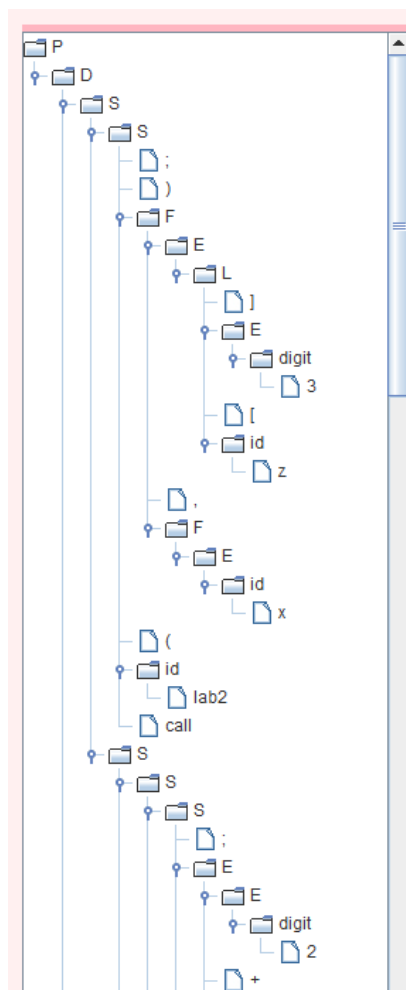 P
D
S
S
;
)
F
E
L
]
E
digit
3
[
id
z
,
F
E
id
x
(
id
lab2
call
S
S
S
;
E
E
digit
2
+